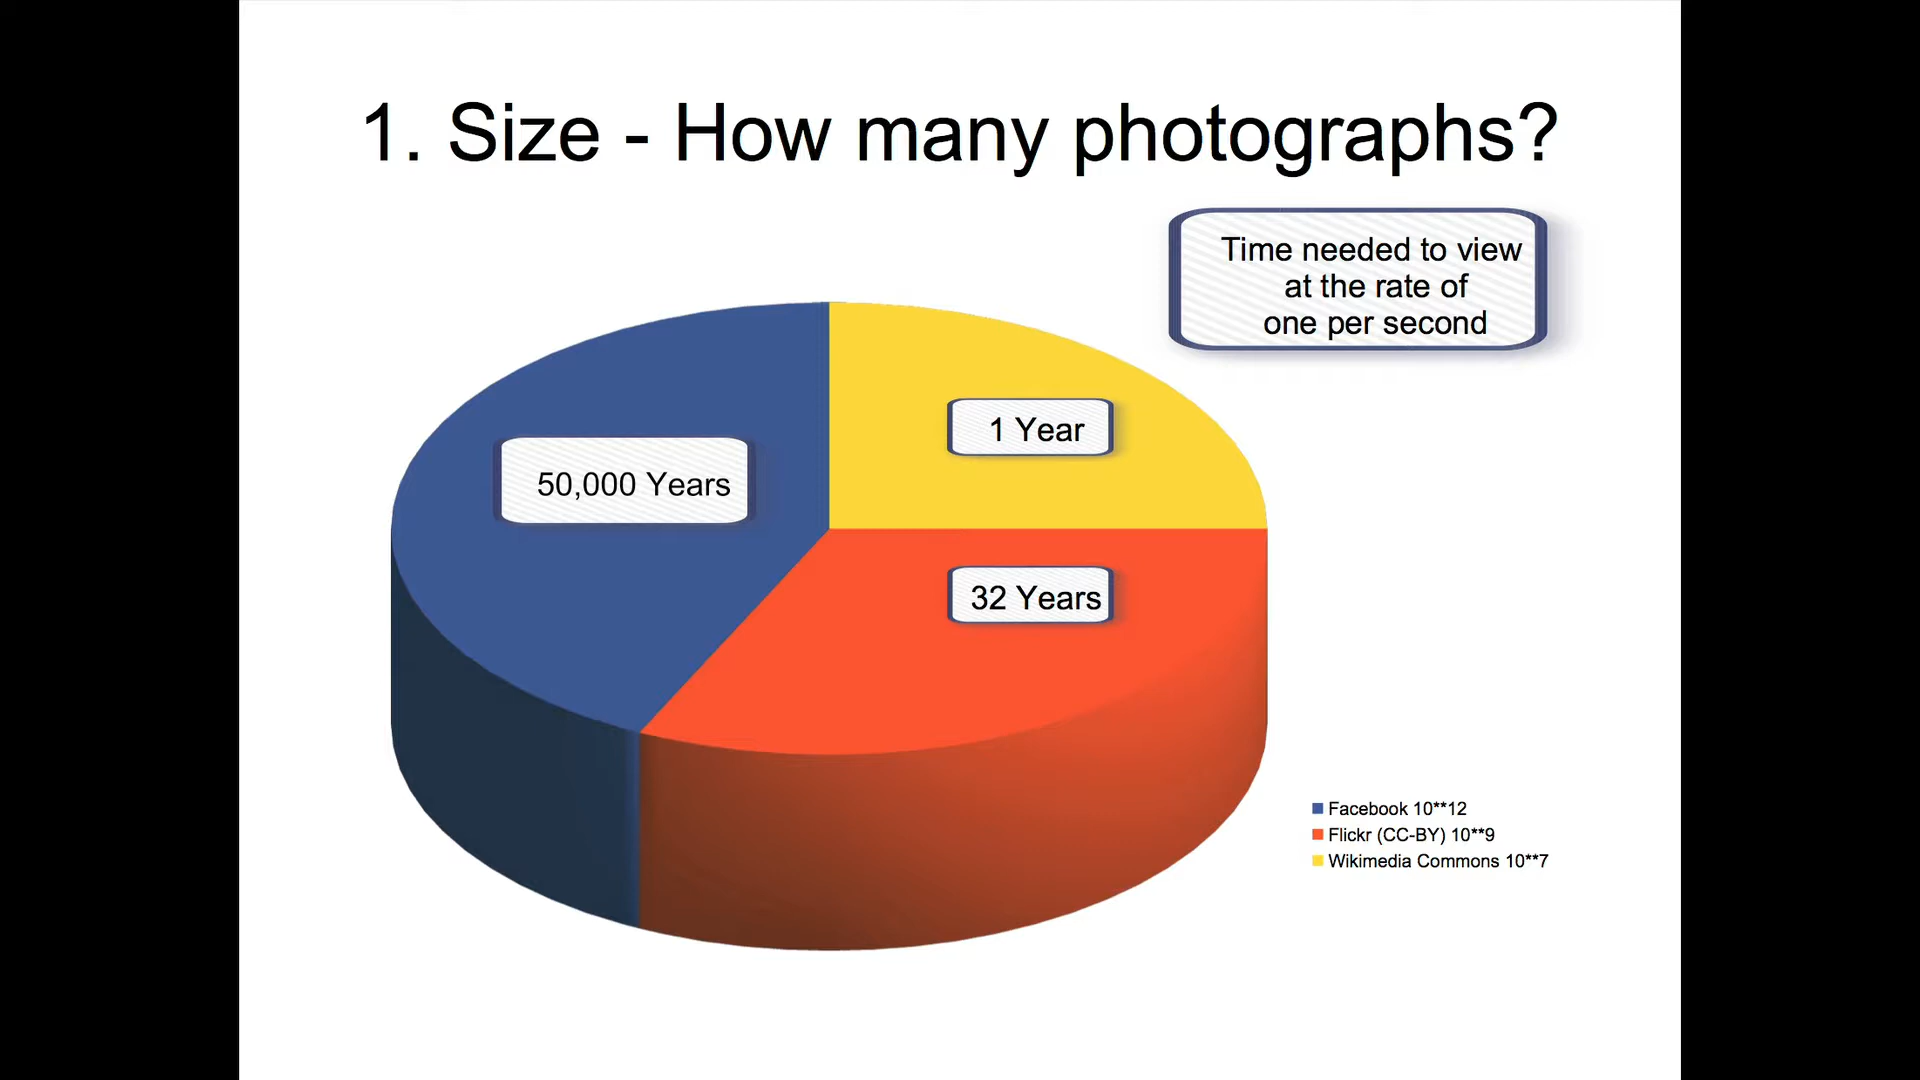 1. Size - How many photographs?
Time needed to view
at the rate of
one per second
1 Year
50,000 Years
32 Years
Facebook 10**12
Flickr (CC-BY) 10**9
Wikimedia Commons 10**7